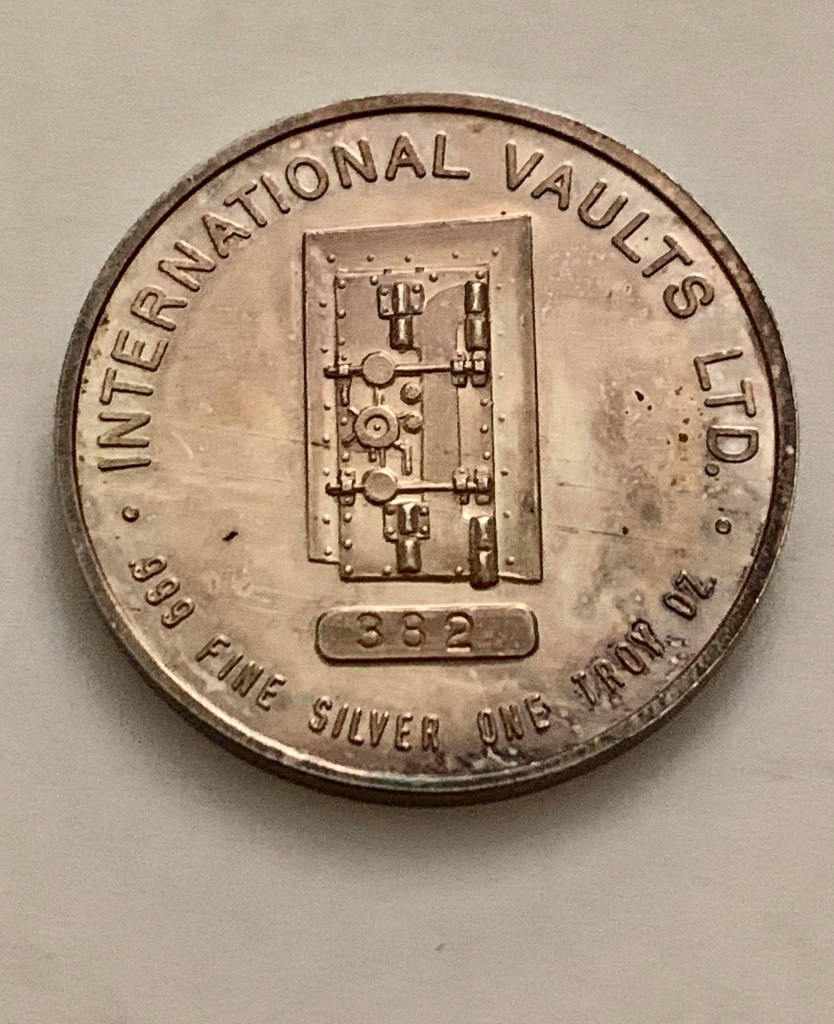 INTERNATIONAL VAULTS LTD.
382
.999 FINE SILVER ONE TROY OZ.